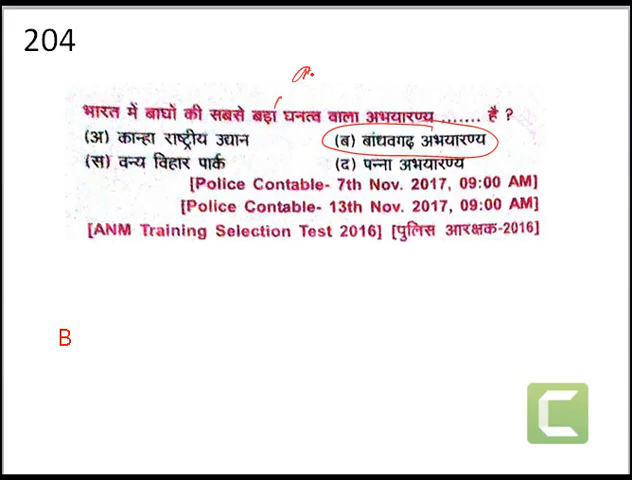 204
भारत में बाघों की सबसे बड़ा घनत्व वाला अभयारण्य ....... है ?
(अ) कान्हा राष्ट्रीय उद्यान (ब) बांधवगढ़ अभयारण्य
(स) वन्य विहार पार्क (द) पन्ना अभयारण्य
[Police Contable- 7th Nov. 2017, 09:00 AM]
[Police Contable- 13th Nov. 2017, 09:00 AM]
[ANM Training Selection Test 2016] [पुलिस आरक्षक-2016]
B